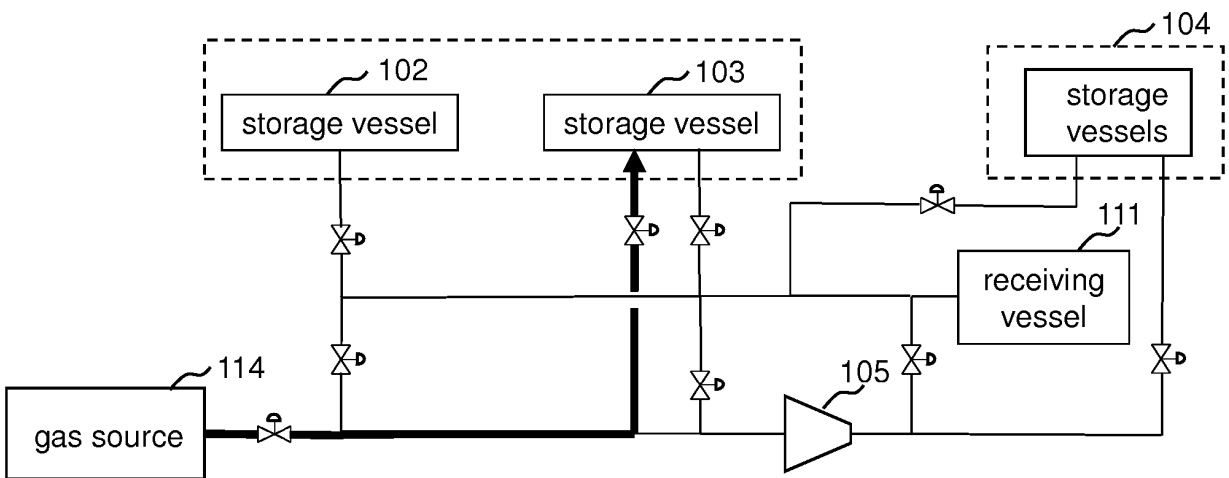 104
102
103
storage
vessels
storage vessel
storage vessel
111
receiving
vessel
114
105
gas source